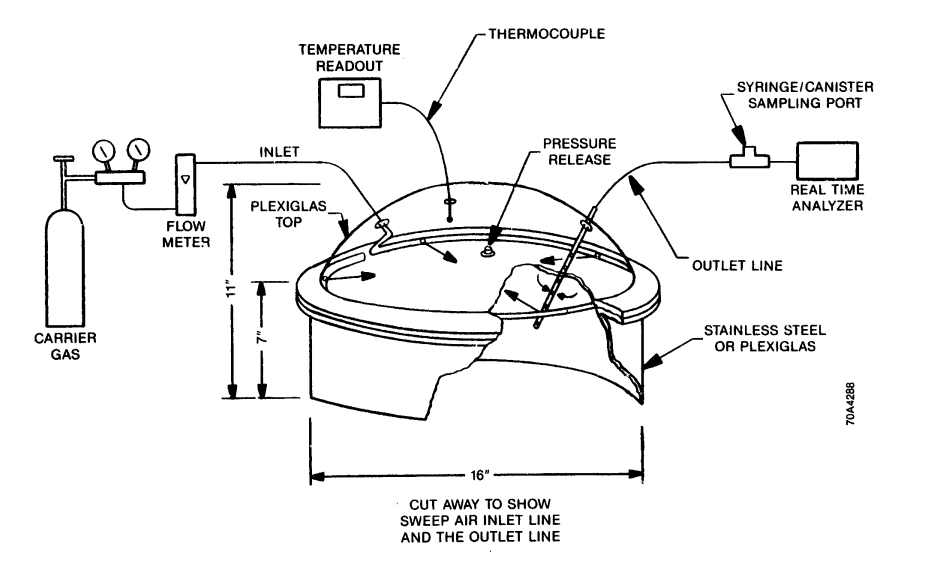 THERMOCOUPLE
TEMPERATURE
READOUT
SYRINGE/CANISTER
SAMPLING PORT
PRESSURE
RELEASE
INLET
REAL TIME
ANALYZER
PLEXIGLAS
TOP
FLOW
METER
OUTLET LINE
11"
7"
CARRIER
GAS
STAINLESS STEEL
OR PLEXIGLAS
70A4288
16"
CUT AWAY TO SHOW
SWEEP AIR INLET LINE
AND THE OUTLET LINE